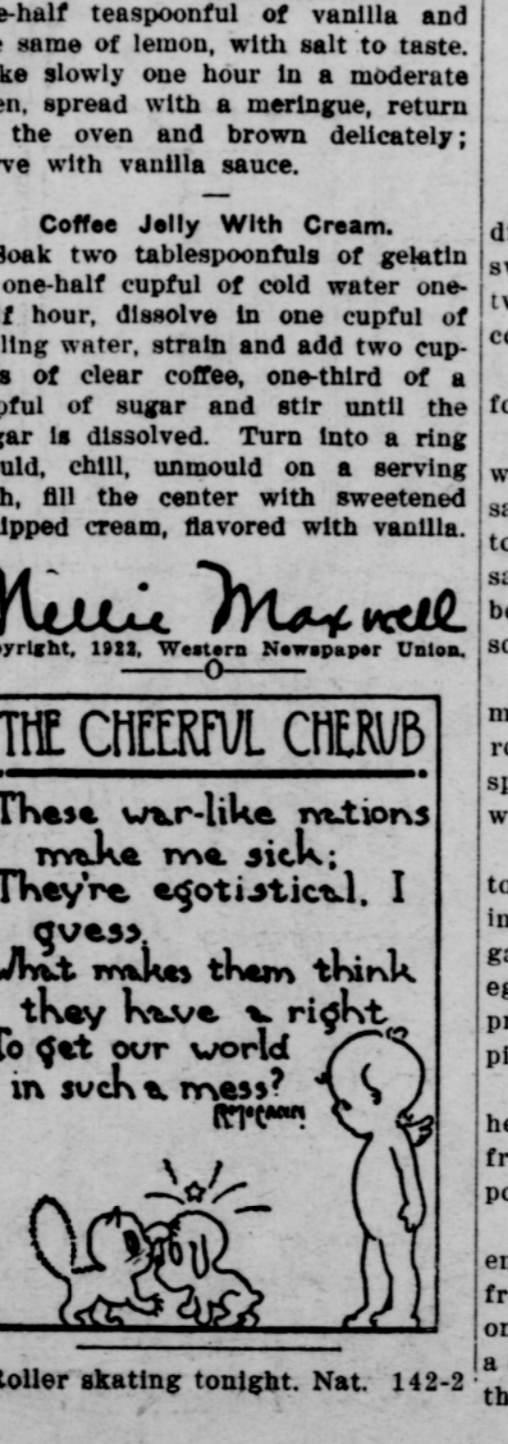 e-half teaspoonful of vanilla and
same of lemon, with salt to taste.
ke slowly one hour in a moderate
en, spread with a meringue, return
the oven and brown delicately;
ve with vanilla sauce.
Coffee Jelly With Cream.
Soak two tablespoonfuls of gelatin
one-half cupful of cold water one-
f hour, dissolve in one cupful of
ling water, strain and add two cup-
s of clear coffee, one-third of a
pful of sugar and stir until the
gar is dissolved. Turn into a ring
uld, chill, unmould on a serving
h, fill the center with sweetened
ipped cream, flavored with vanilla.
Nellie Maxwell
yright, 1922, Western Newspaper Union.
THE CHEERFUL CHERUB
These war-like nations
make me sick;
They're egotistical, I
guess.
What makes them think
they have a right
To get our world
in such a mess?
R McCann
Roller skating tonight. Nat. 142-2